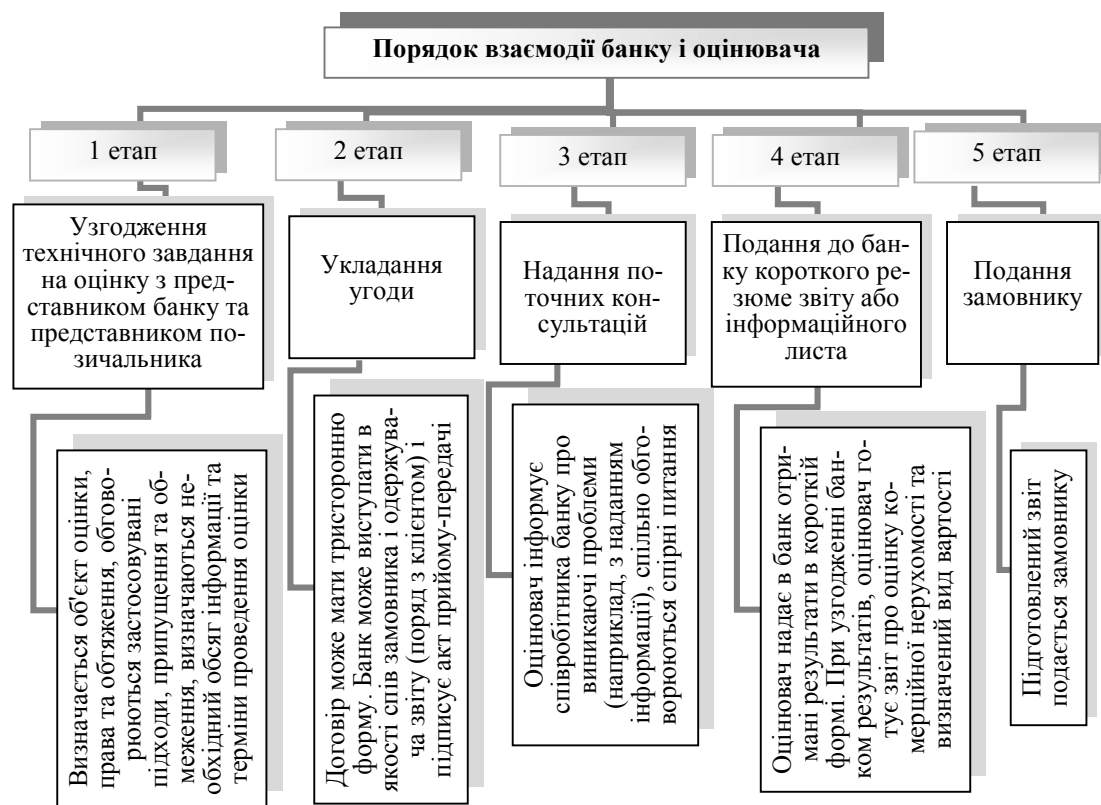 Порядок взаємодії банку і оцінювача
1 етап
2 етап
3 етап
4 етап
5 етап
Узгодження
технічного завдання
на оцінку з пред-
ставником банку та
представником по-
зичальника
Укладання
угоди
Надання по-
точних кон-
сультацій
Подання до бан-
ку короткого ре-
зюме звіту або
інформаційного
листа
Подання
замовнику
Визначається об'єкт оцінки,
права та обтяження, обгово-
рюються застосовувані
підходи, припущення та об-
меження, визначаються не-
обхідний обсяг інформації та
терміни проведення оцінки
Договір може мати тристоронню
форму. Банк може виступати в
якості спів замовника і одержува-
ча звіту (поряд з клієнтом) і
підписує акт прийому-передачі
Оцінювач інформує
співробітника банку про
виникаючі проблеми
(наприклад, з наданням
інформації), спільно обго-
ворюються спірні питання
Оцінювач надає в банк отри-
мані результати в короткій
формі. При узгодженні бан-
ком результатів, оцінювач го-
тує звіт про оцінку ко-
мерційної нерухомості та
визначений вид вартості
Підготовлений звіт
подається замовнику